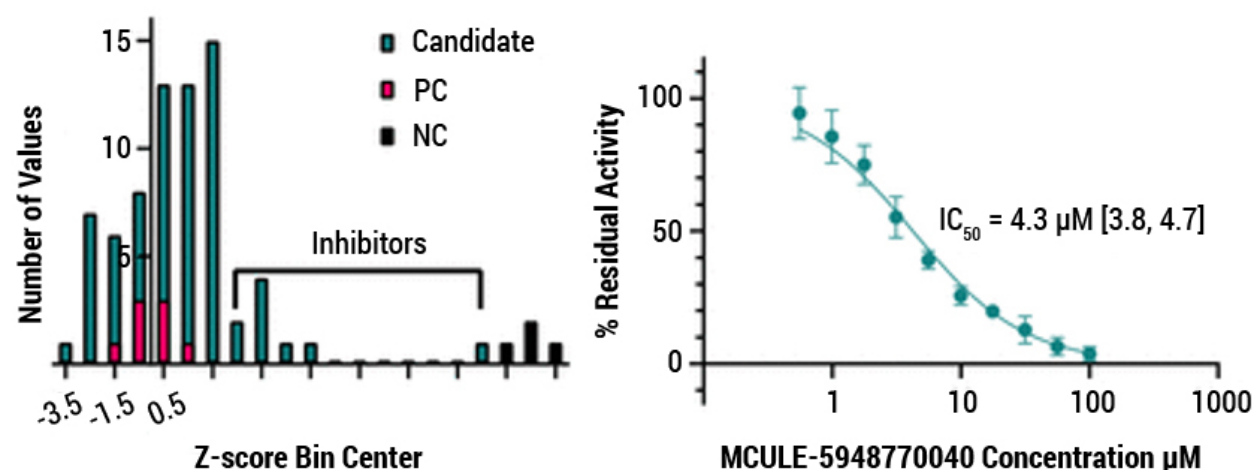 Number of Values
15
10
5
Candidate
PC
NC
Inhibitors
-3.5
-1.5
0.5
Z-score Bin Center
% Residual Activity
100
50
0
IC50 = 4.3 µM [3.8, 4.7]
1
10
100
1000
MCULE-5948770040 Concentration µM